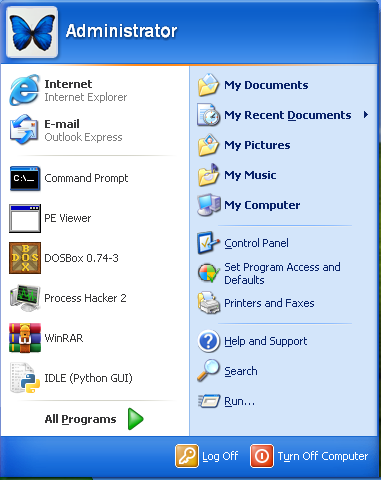 Administrator
Internet
Internet Explorer
E-mail
Outlook Express
C:\...
Command Prompt
PE Viewer
DOS
BOX
DOSBox 0.74-3
Process Hacker 2
WinRAR
IDLE (Python GUI)
All Programs
My Documents
My Recent Documents
My Pictures
My Music
My Computer
Control Panel
Set Program Access and
Defaults
Printers and Faxes
Help and Support
Search
Run...
Log Off
Turn Off Computer